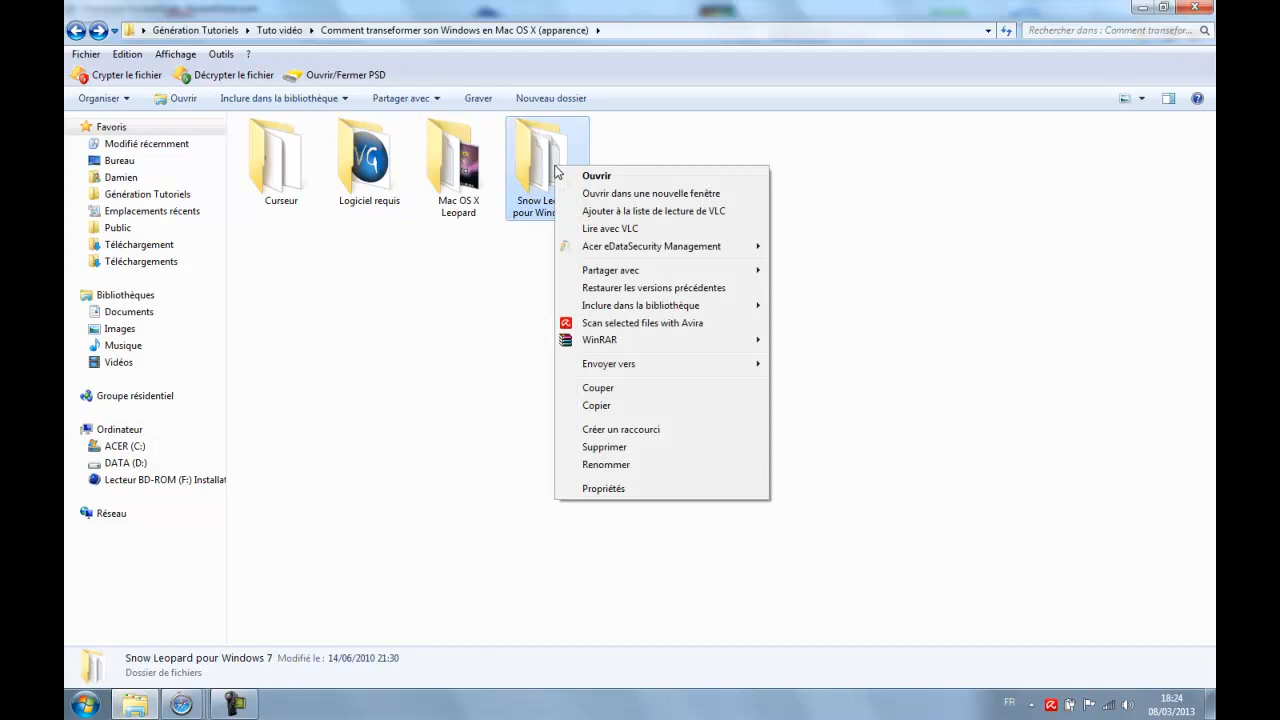 Génération Tutoriels Tuto vidéo Comment transeformer son Windows en Mac OS X (apparence)
Rechercher dans : Comment transefor...
Fichier Edition Affichage Outils ?
Crypter le fichier Décrypter le fichier Ouvrir/Fermer PSD
Organiser Ouvrir Inclure dans la bibliothèque Partager avec Graver Nouveau dossier
Favoris
Modifié récemment
Bureau
Damien
Génération Tutoriels
Emplacements récents
Public
Téléchargement
Téléchargements
Bibliothèques
Documents
Images
Musique
Vidéos
Groupe résidentiel
Ordinateur
ACER (C:)
DATA (D:)
Lecteur BD-ROM (F:) Installat
Réseau
Curseur
Logiciel requis
Mac OS X
Leopard
Snow Leo
pour Wind
Ouvrir
Ouvrir dans une nouvelle fenêtre
Ajouter à la liste de lecture de VLC
Lire avec VLC
Acer eDataSecurity Management
Partager avec
Restaurer les versions précédentes
Inclure dans la bibliothèque
Scan selected files with Avira
WinRAR
Envoyer vers
Couper
Copier
Créer un raccourci
Supprimer
Renommer
Propriétés
Snow Leopard pour Windows 7 Modifié le : 14/06/2010 21:30
Dossier de fichiers
FR
18:24
08/03/2013